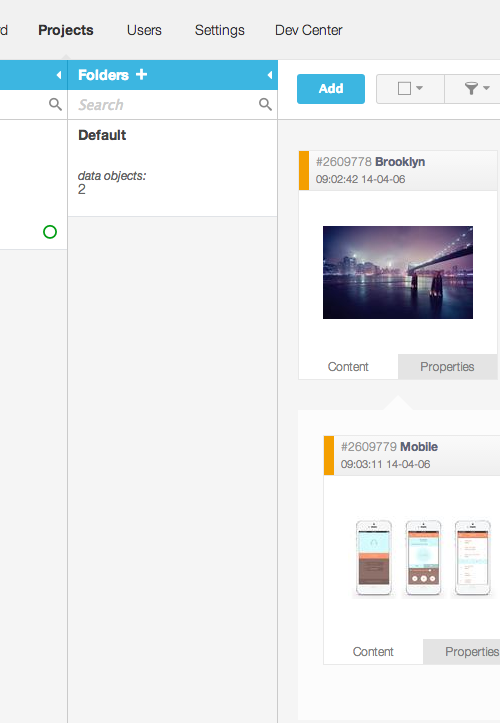 d
Projects
Users
Settings
Dev Center
Folders +
Search
Default
data objects:
2
Add
#2609778 Brooklyn
09:02:42 14-04-06
Content
Properties
#2609779 Mobile
09:03:11 14-04-06
Content
Properties